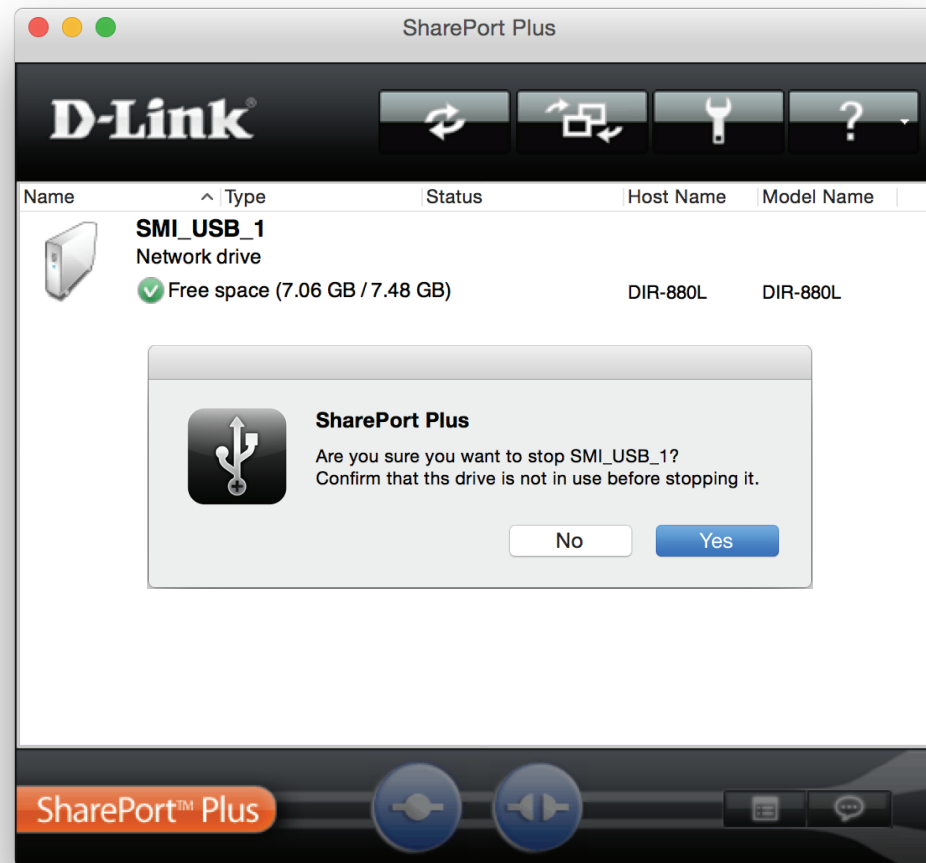 SharePort Plus
D-Link®
?
Name Type Status Host Name Model Name
SMI_USB_1
Network drive
Free space (7.06 GB / 7.48 GB) DIR-880L DIR-880L
SharePort Plus
Are you sure you want to stop SMI_USB_1?
Confirm that ths drive is not in use before stopping it.
No Yes
SharePort™ Plus